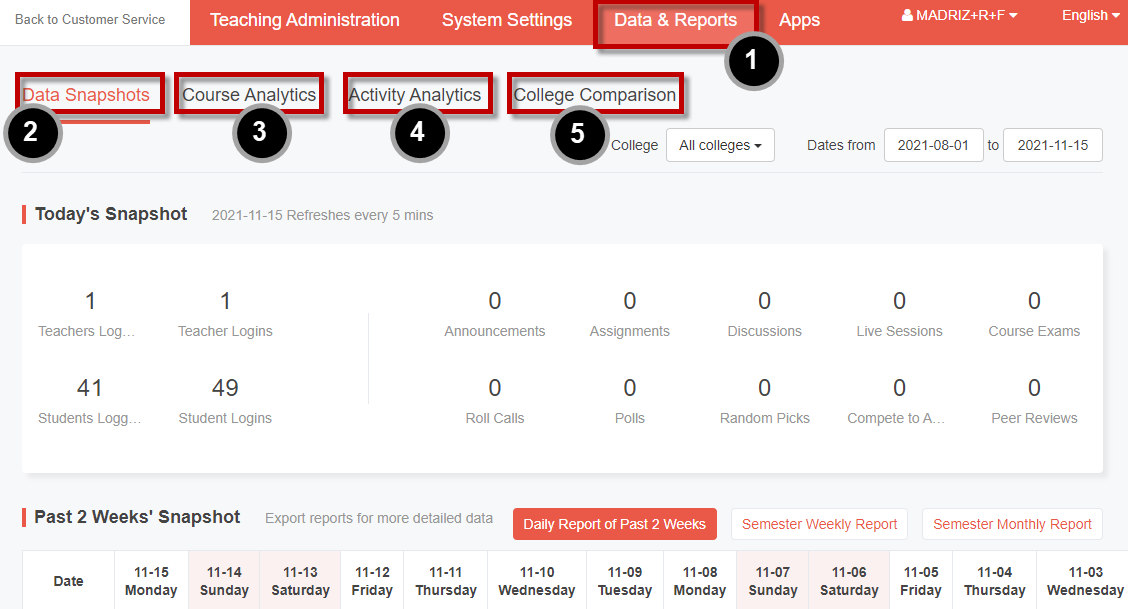 Back to Customer Service
Teaching Administration
System Settings
Data & Reports
Apps
MADRIZ+R+F
English
1
Data Snapshots
Course Analytics
Activity Analytics
College Comparison
2
3
4
5
College
All colleges
Dates from
2021-08-01
to
2021-11-15
Today's Snapshot
2021-11-15 Refreshes every 5 mins
1
1
0
0
0
0
0
Teachers Log...
Teacher Logins
Announcements
Assignments
Discussions
Live Sessions
Course Exams
41
49
0
0
0
0
0
Students Logg...
Student Logins
Roll Calls
Polls
Random Picks
Compete to A...
Peer Reviews
Past 2 Weeks' Snapshot
Export reports for more detailed data
Daily Report of Past 2 Weeks
Semester Weekly Report
Semester Monthly Report
Date
11-15
Monday
11-14
Sunday
11-13
Saturday
11-12
Friday
11-11
Thursday
11-10
Wednesday
11-09
Tuesday
11-08
Monday
11-07
Sunday
11-06
Saturday
11-05
Friday
11-04
Thursday
11-03
Wednesday